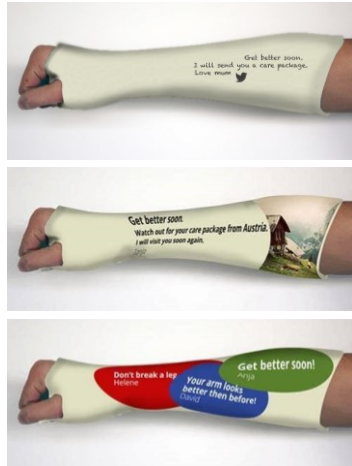 Get better soon.
I will send you a care package.
Love mum
Get better soon.
Watch out for your care package from Austria.
I will visit you soon again.
Don't break a leg
Helene
Your arm looks
better then before!
David
Get better soon!
Anja